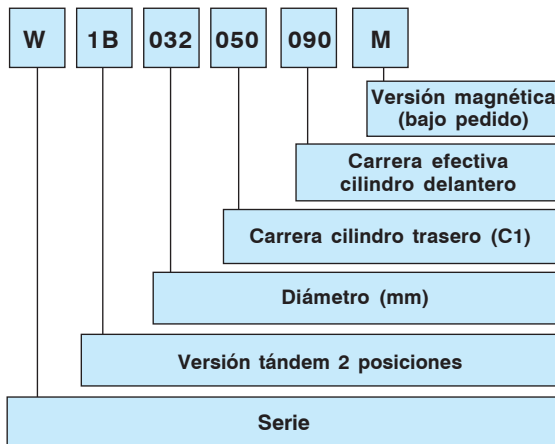 W 1B 032 050 090 M
Versión magnética
(bajo pedido)
Carrera efectiva
cilindro delantero
Carrera cilindro trasero (C1)
Diámetro (mm)
Versión tándem 2 posiciones
Serie